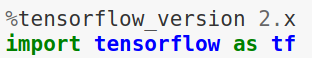 %tensorflow_version 2.x
import tensorflow as tf